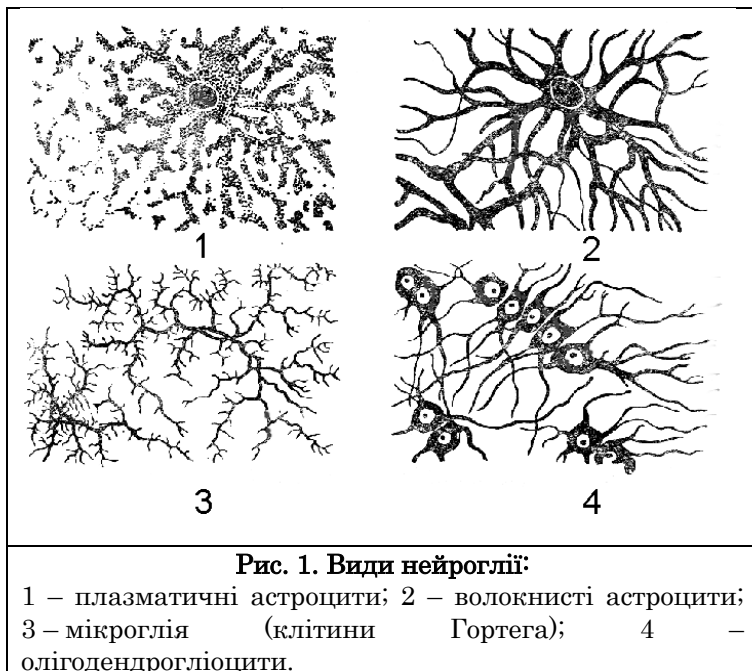 1
2
3
4
Рис. 1. Види нейроглії:
1 – плазматичні астроцити; 2 – волокнисті астроцити;
3 – мікроглія (клітини Гортега); 4 –
олігодендрогліоцити.